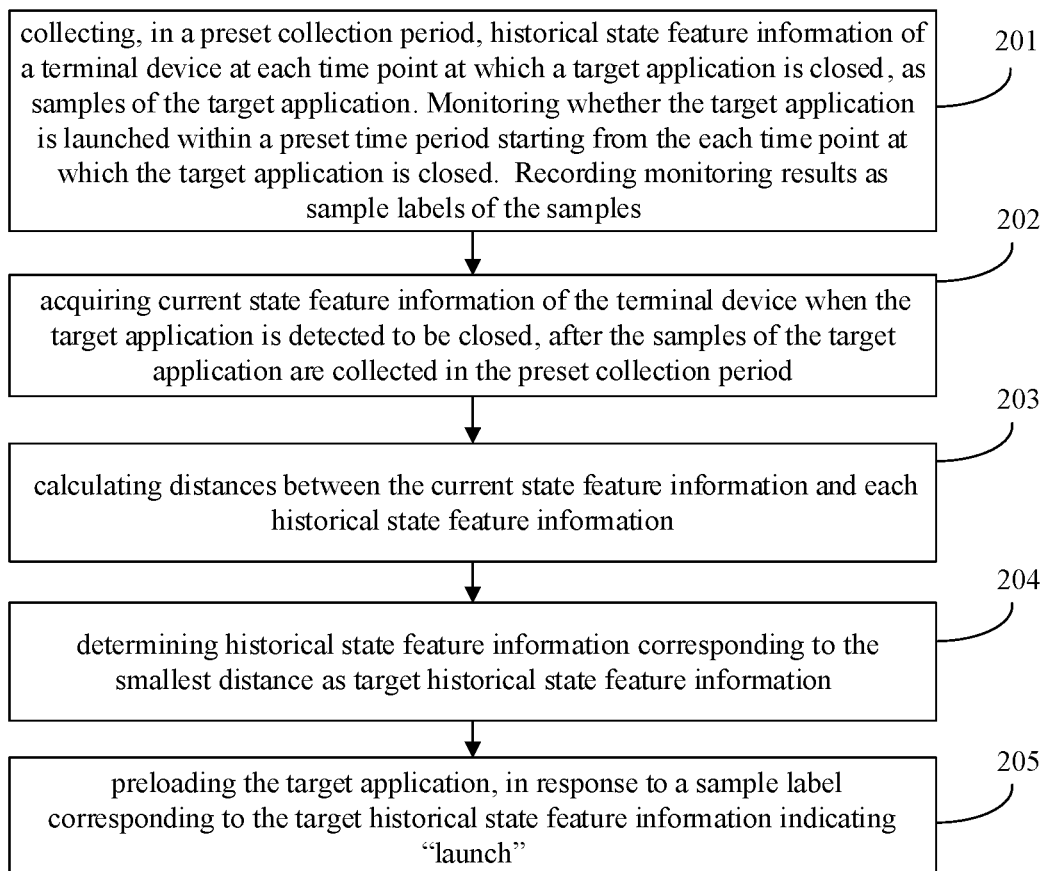 collecting, in a preset collection period, historical state feature information of
a terminal device at each time point at which a target application is closed, as
samples of the target application. Monitoring whether the target application
is launched within a preset time period starting from the each time point at
which the target application is closed.  Recording monitoring results as
sample labels of the samples
201
acquiring current state feature information of the terminal device when the
target application is detected to be closed, after the samples of the target
application are collected in the preset collection period
202
calculating distances between the current state feature information and each
historical state feature information
203
determining historical state feature information corresponding to the
smallest distance as target historical state feature information
204
preloading the target application, in response to a sample label
corresponding to the target historical state feature information indicating
“launch”
205